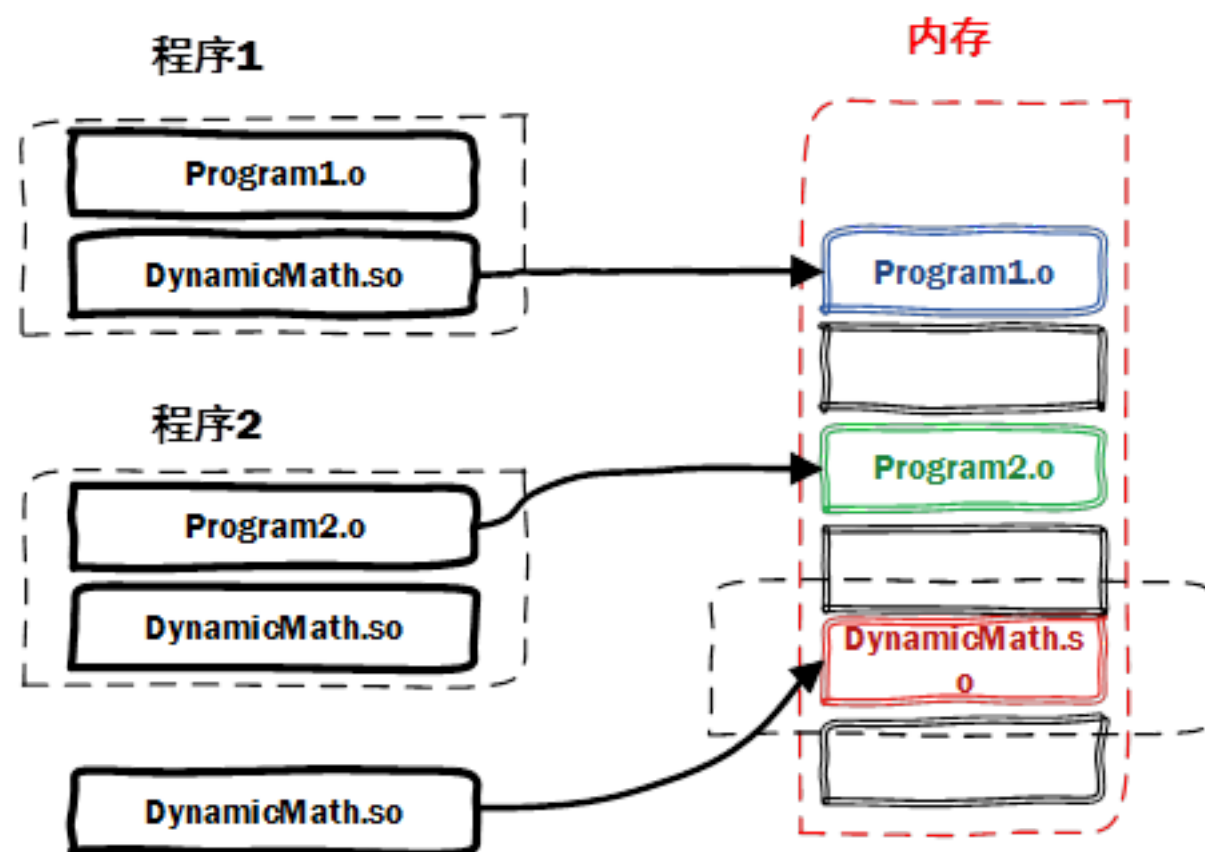 程序1
Program1.o
DynamicMath.so
程序2
Program2.o
DynamicMath.so
DynamicMath.so
内存
Program1.o
Program2.o
DynamicMath.s
o